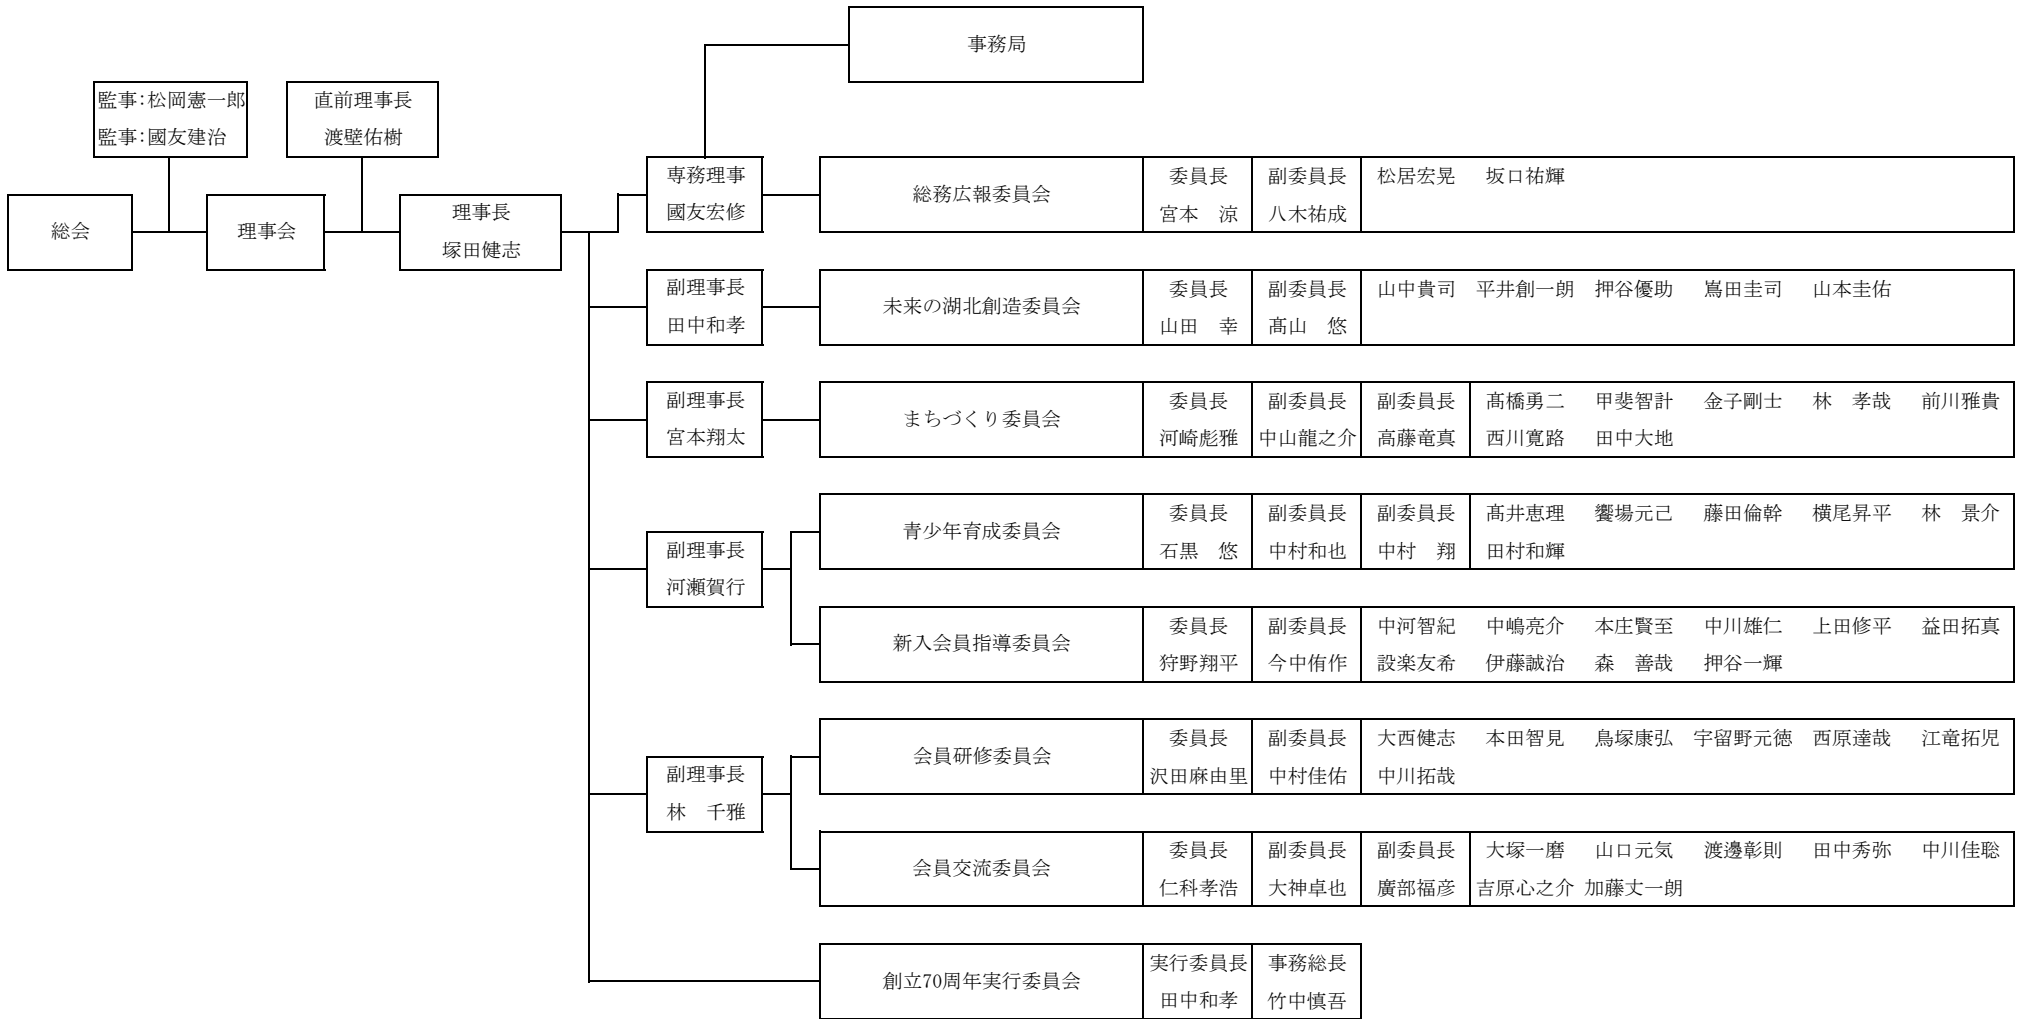 事務局
監事:松岡憲一郎
監事:國友建治
直前理事長
渡壁佑樹
総会
理事会
理事長
塚田健志
専務理事
國友宏修
総務広報委員会
委員長
宮本　涼
副委員長
八木祐成
松居宏晃　坂口祐輝
副理事長
田中和孝
未来の湖北創造委員会
委員長
山田　幸
副委員長
髙山　悠
山中貴司　平井創一朗　押谷優助　嶌田圭司　山本圭佑
副理事長
宮本翔太
まちづくり委員会
委員長
河崎彪雅
副委員長
中山龍之介
副委員長
高藤竜真
髙橋勇二　甲斐智計　金子剛士　林　孝哉　前川雅貴
西川寛路　田中大地
副理事長
河瀬賀行
青少年育成委員会
委員長
石黒　悠
副委員長
中村和也
副委員長
中村　翔
髙井恵理　饗場元己　藤田倫幹　横尾昇平　林　景介
田村和輝
新入会員指導委員会
委員長
狩野翔平
副委員長
今中侑作
中河智紀　中嶋亮介　本庄賢至　中川雄仁　上田修平　益田拓真
設楽友希　伊藤誠治　森　善哉　押谷一輝
副理事長
林　千雅
会員研修委員会
委員長
沢田麻由里
副委員長
中村佳佑
大西健志　本田智見　鳥塚康弘　宇留野元徳　西原達哉　江竜拓児
中川拓哉
会員交流委員会
委員長
仁科孝浩
副委員長
大神卓也
副委員長
廣部福彦
大塚一磨　山口元気　渡邊彰則　田中秀弥　中川佳聡
吉原心之介　加藤丈一朗
創立70周年実行委員会
実行委員長
田中和孝
事務総長
竹中慎吾